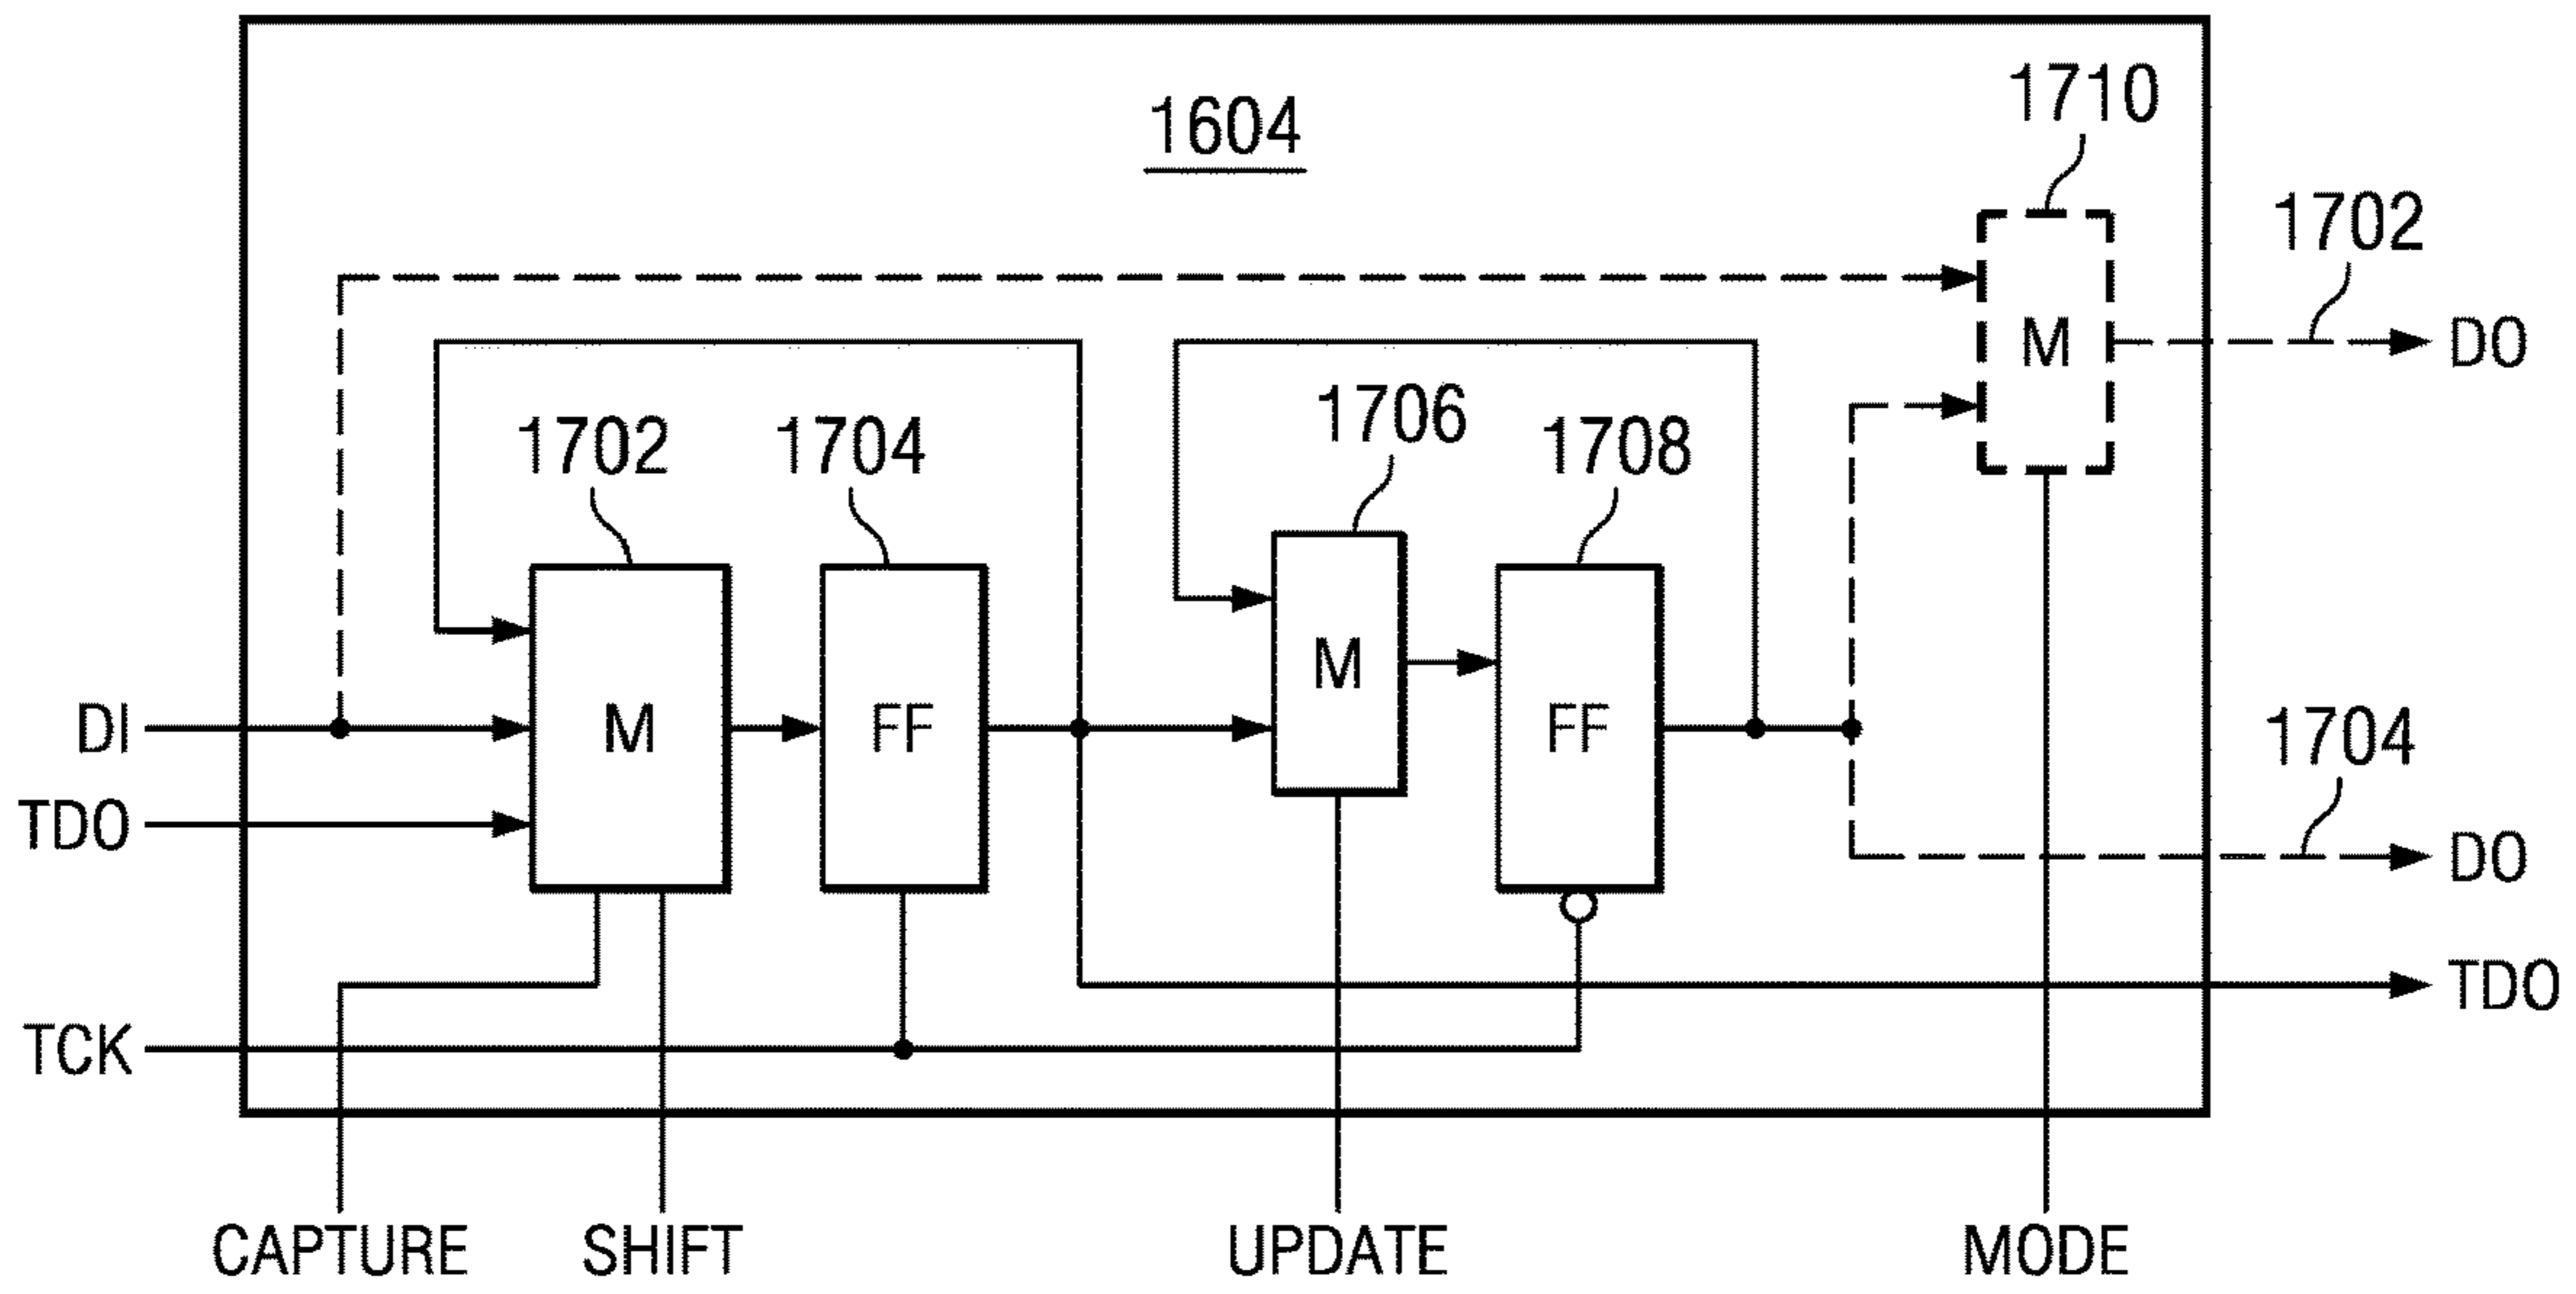 1604
1710
1702
DO
1706
1702
1704
1708
M
M
M
FF
FF
DI
TDO
1704
DO
TDO
TCK
CAPTURE
SHIFT
UPDATE
MODE